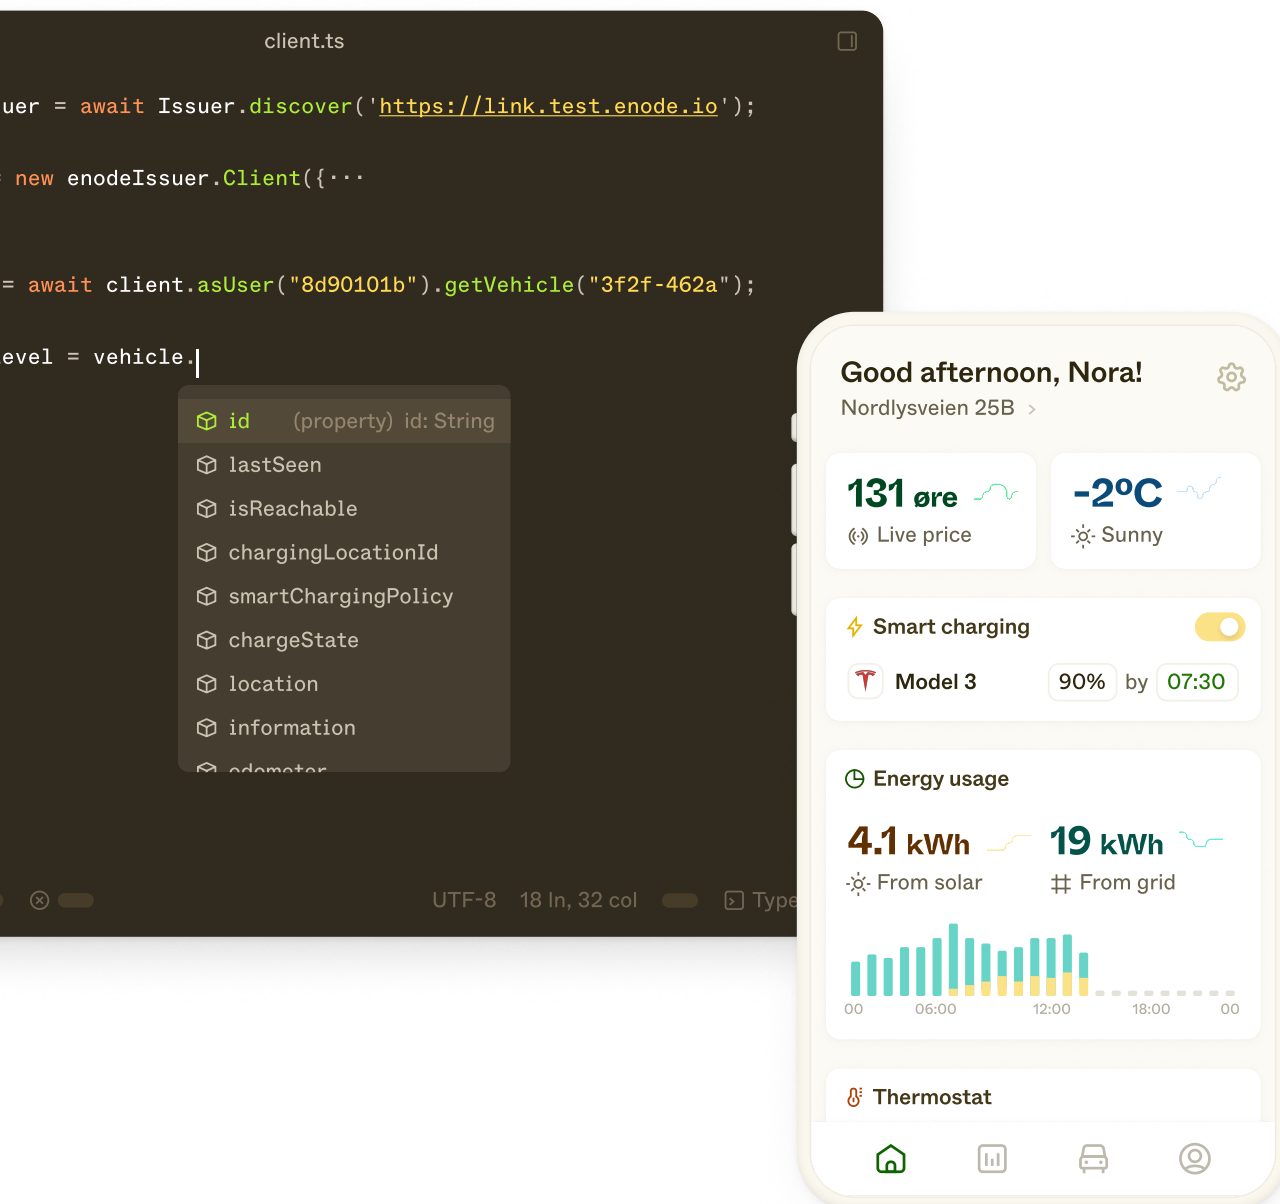 client.ts
uer = await Issuer.discover('https://link.test.enode.io');
= new enodeIssuer.Client({···
= await client.asUser("8d90101b").getVehicle("3f2f-462a");
evel = vehicle.
id (property) id: String
lastSeen
isReachable
chargingLocationId
smartChargingPolicy
chargeState
location
information
odometer
UTF-8 18 ln, 32 col Type
Good afternoon, Nora!
Nordlysveien 25B
131 øre
Live price
-2ºC
Sunny
Smart charging
Model 3 90% by 07:30
Energy usage
4.1 kWh
From solar
19 kWh
From grid
00 06:00 12:00 18:00 00
Thermostat